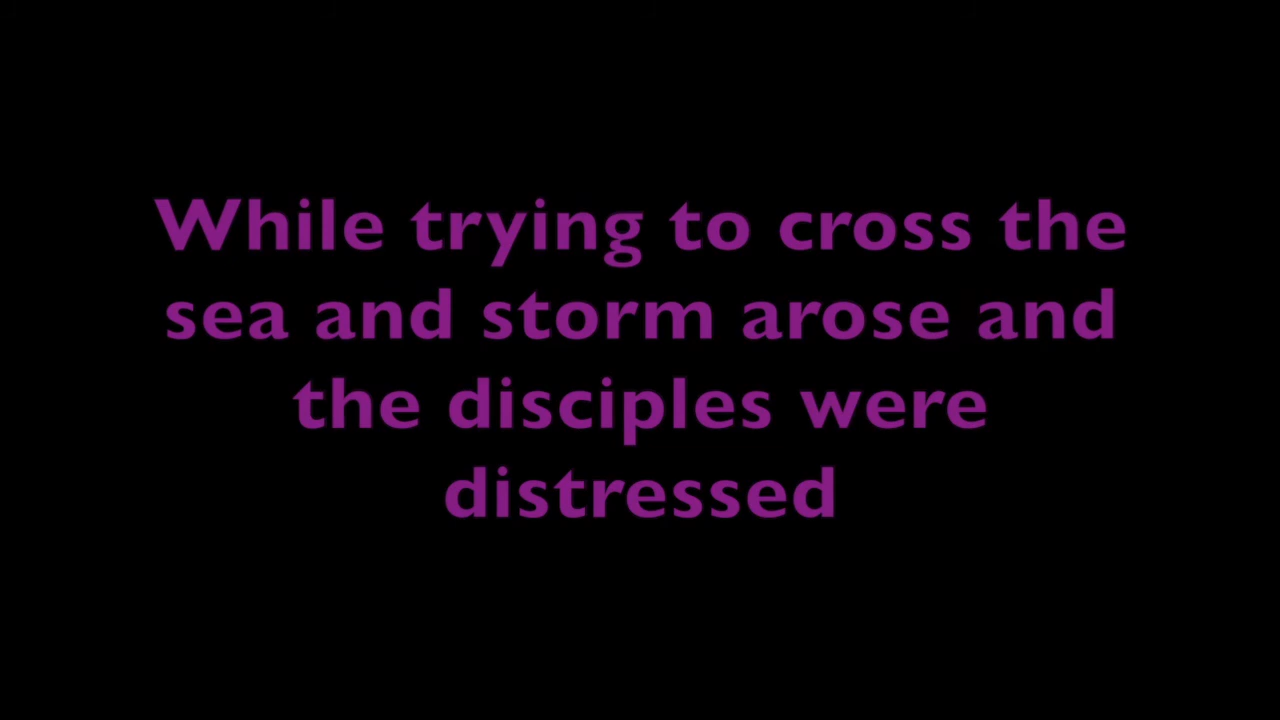 While trying to cross the
sea and storm arose and
the disciples were
distressed